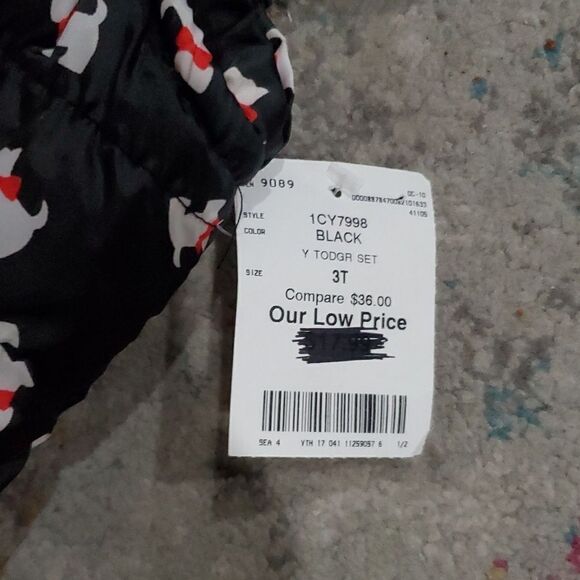 9089
DC-10
41105
STYLE 1CY7998
COLOR BLACK
Y TODGR SET
SIZE 3T
Compare $36.00
Our Low Price
SEA 4 YTH 17 041 11259097 6 1/2